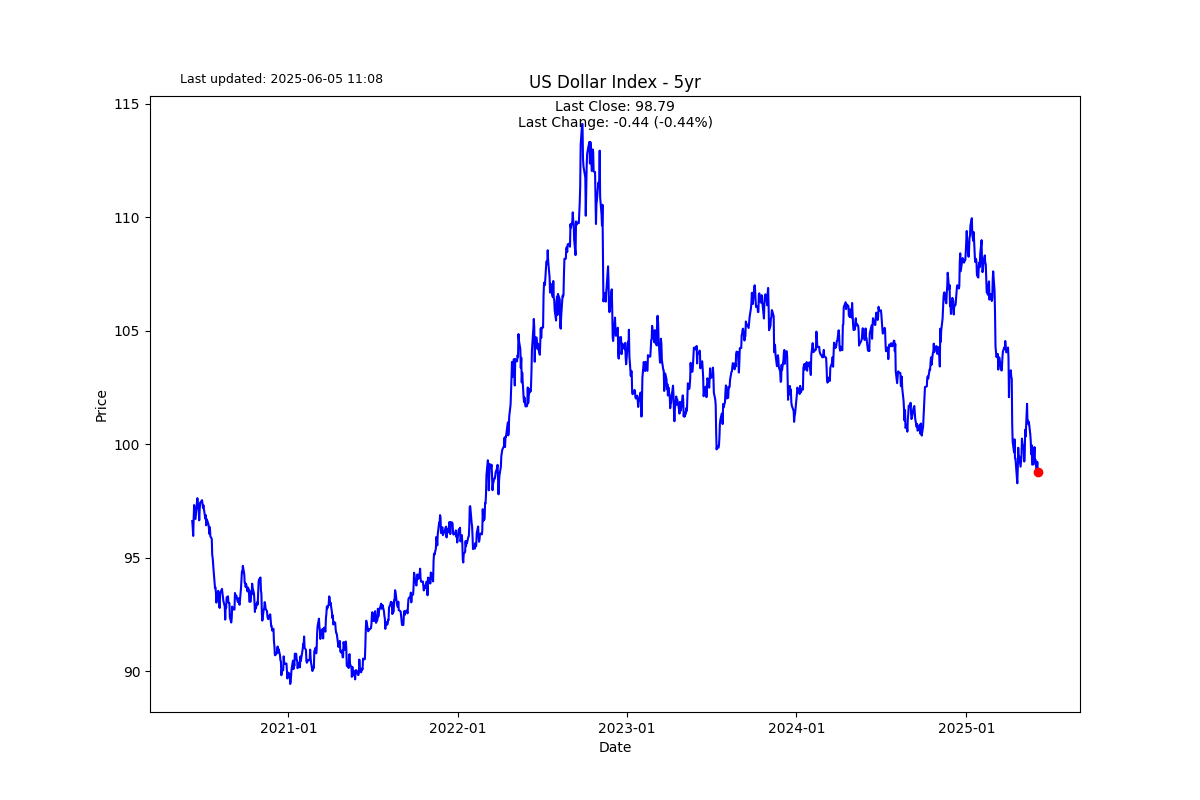 Last updated: 2025-06-05 11:08
US Dollar Index - 5yr
Last Close: 98.79
Last Change: -0.44 (-0.44%)
115
110
105
100
95
90
Price
2021-01
2022-01
2023-01
2024-01
2025-01
Date